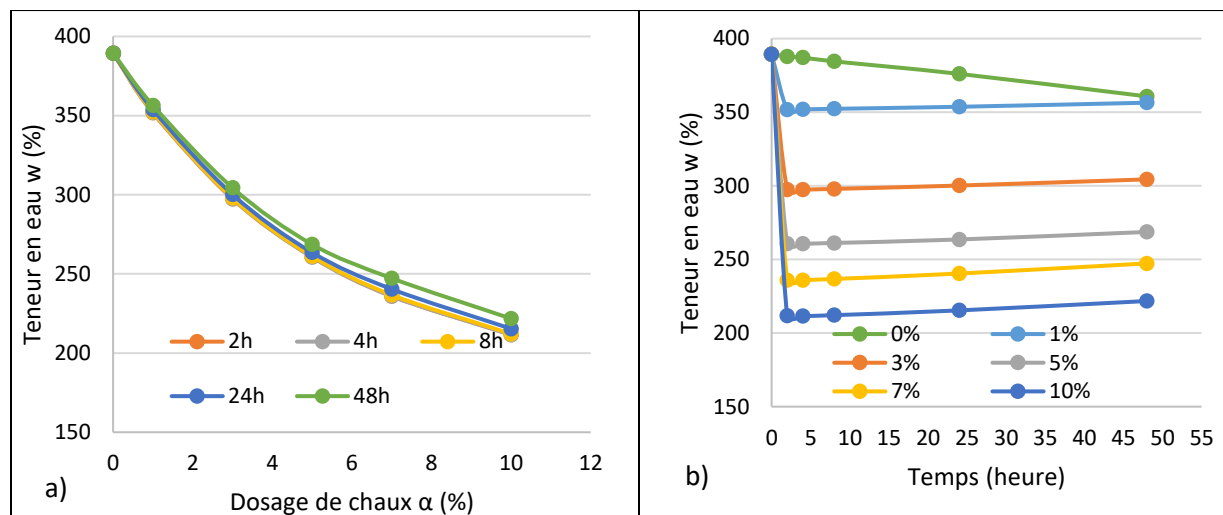 Teneur en eau w (%)
400
350
300
250
200
150
2h 4h 8h
24h 48h
0 2 4 6 8 10 12
Dosage de chaux α (%)
a)
Teneur en eau w (%)
400
350
300
250
200
150
0% 1%
3% 5%
7% 10%
0 5 10 15 20 25 30 35 40 45 50 55
Temps (heure)
b)